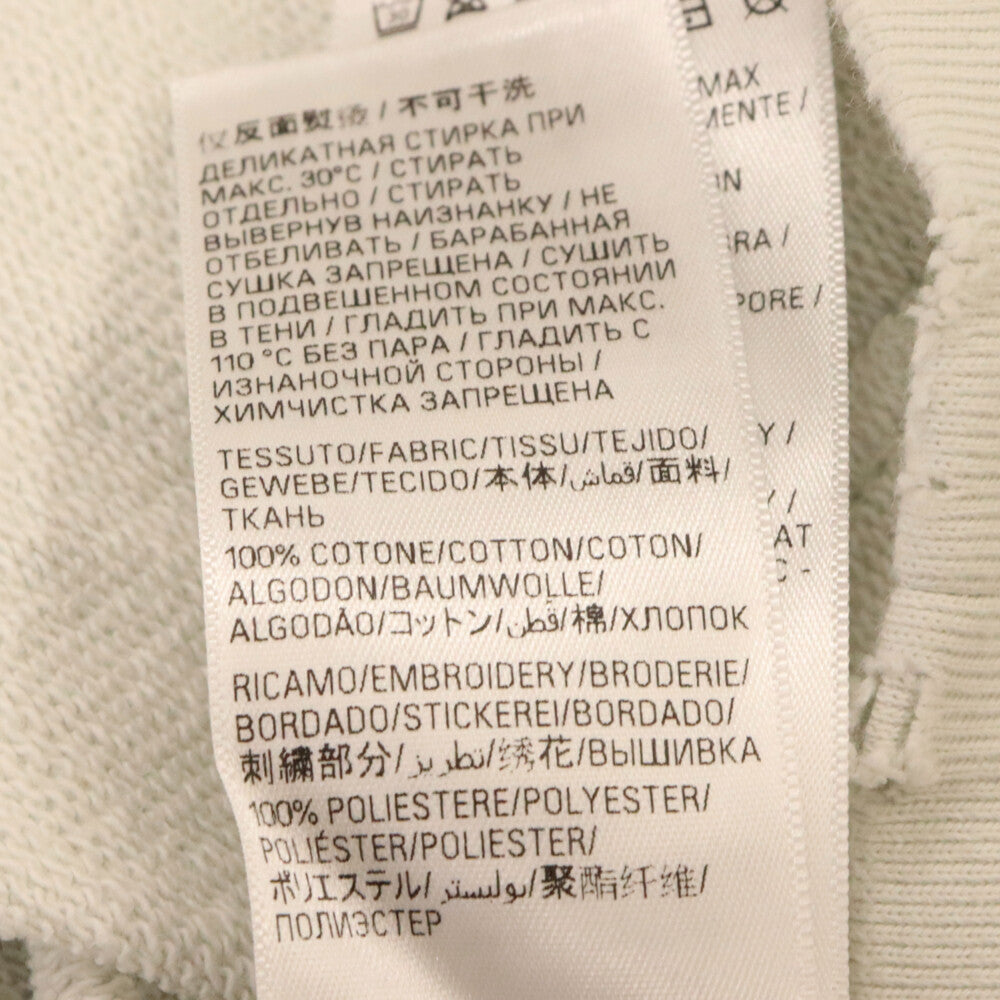 仅反面熨烫 / 不可干洗
ДЕЛИКАТНАЯ СТИРКА ПРИ
МАКС. 30°C / СТИРАТЬ
ОТДЕЛЬНО / СТИРАТЬ
ВЫВЕРНУВ НАИЗНАНКУ / НЕ
ОТБЕЛИВАТЬ / БАРАБАННАЯ
СУШКА ЗАПРЕЩЕНА / СУШИТЬ
В ПОДВЕШЕННОМ СОСТОЯНИИ
В ТЕНИ / ГЛАДИТЬ ПРИ МАКС.
110 °C БЕЗ ПАРА / ГЛАДИТЬ С
ИЗНАНОЧНОЙ СТОРОНЫ /
ХИМЧИСТКА ЗАПРЕЩЕНА
TESSUTO/FABRIC/TISSU/TEJIDO/
GEWEBE/TECIDO/本体/قماش/面料/
ТКАНЬ
100% COTONE/COTTON/COTON/
ALGODON/BAUMWOLLE/
ALGODÃO/コットン/قطن/棉/ХЛОПОК
RICAMO/EMBROIDERY/BRODERIE/
BORDADO/STICKEREI/BORDADO/
刺繍部分/تطريز/绣花/ВЫШИВКА
100% POLIESTERE/POLYESTER/
POLIÉSTER/POLIESTER/
ポリエステル/بوليستر/聚酯纤维/
ПОЛИЭСТЕР
MAX
MENTE /
ON
RRA /
PORE /
Y /
Y /
AT
C -